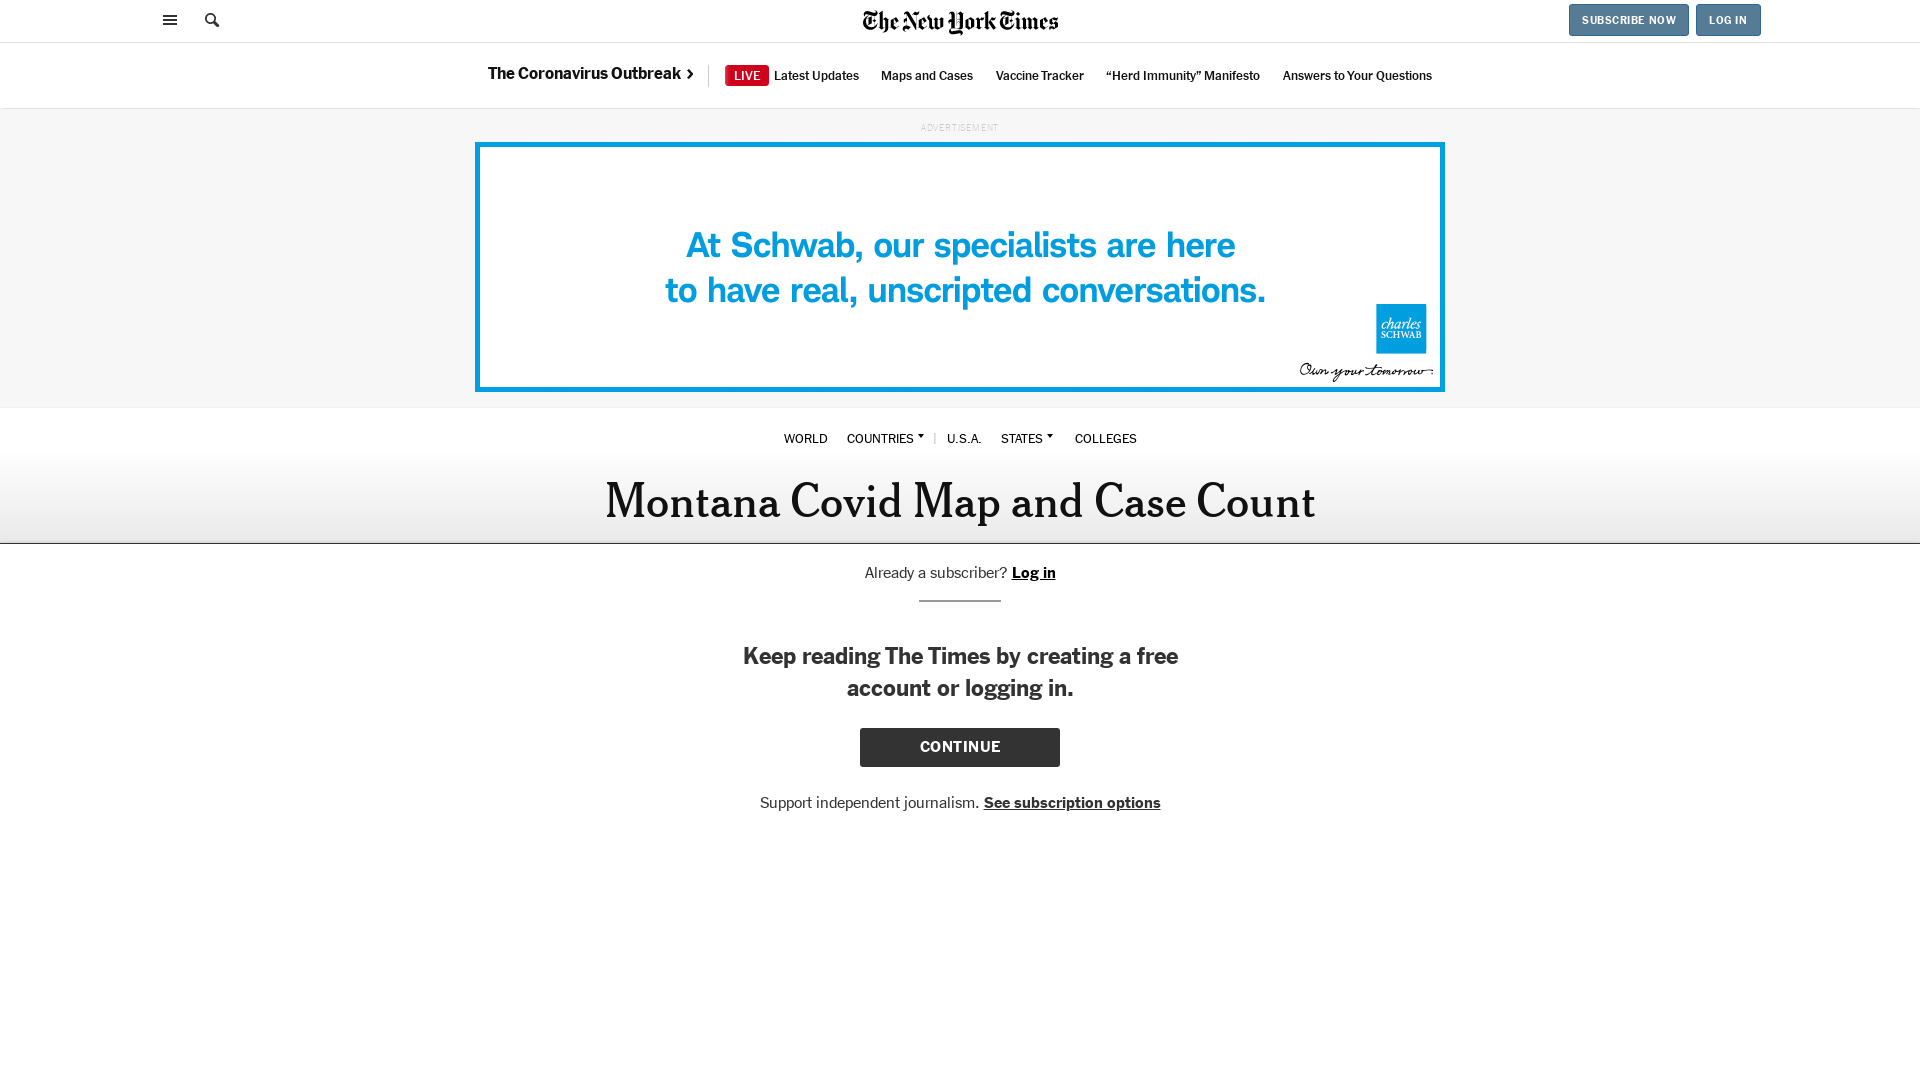 The New York Times
SUBSCRIBE NOW
LOG IN
The Coronavirus Outbreak
LIVE Latest Updates
Maps and Cases
Vaccine Tracker
“Herd Immunity” Manifesto
Answers to Your Questions
ADVERTISEMENT
At Schwab, our specialists are here
to have real, unscripted conversations.
charles
SCHWAB
Own your tomorrow
WORLD
COUNTRIES
U.S.A.
STATES
COLLEGES
Montana Covid Map and Case Count
Already a subscriber? Log in
Keep reading The Times by creating a free
account or logging in.
CONTINUE
Support independent journalism. See subscription options